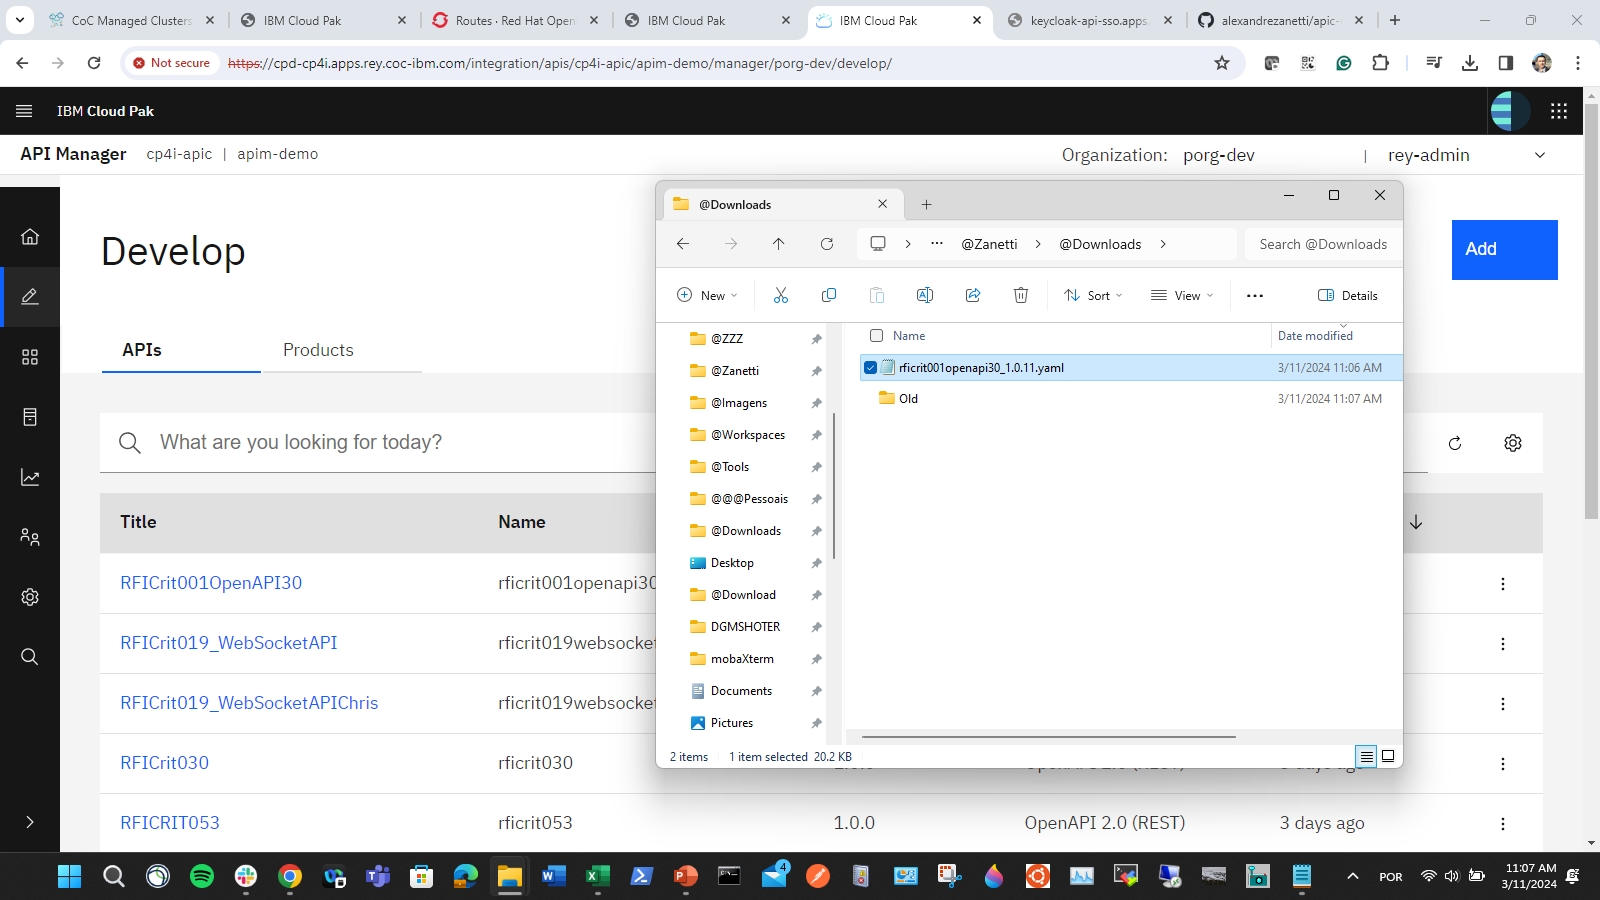 CoC Managed Clusters
IBM Cloud Pak
Routes · Red Hat Open
IBM Cloud Pak
IBM Cloud Pak
keycloak-api-sso.apps.
alexandrezanetti/apic-
Not secure
https://cpd-cp4i.apps.rey.coc-ibm.com/integration/apis/cp4i-apic/apim-demo/manager/porg-dev/develop/
IBM Cloud Pak
API Manager cp4i-apic | apim-demo
Organization: porg-dev | rey-admin
Develop
Add
APIs Products
What are you looking for today?
Title Name
RFICrit001OpenAPI30 rficrit001openapi30
RFICrit019_WebSocketAPI rficrit019websocket
RFICrit019_WebSocketAPIChris rficrit019websocket
RFICrit030 rficrit030
RFICRIT053 rficrit053 1.0.0 OpenAPI 2.0 (REST) 3 days ago
@Downloads
@Zanetti > @Downloads >
Search @Downloads
New
Sort
View
Details
@ZZZ
@Zanetti
@Imagens
@Workspaces
@Tools
@@@Pessoais
@Downloads
Desktop
@Download
DGMSHOTER
mobaXterm
Documents
Pictures
Name Date modified
rficrit001openapi30_1.0.11.yaml 3/11/2024 11:06 AM
Old 3/11/2024 11:07 AM
2 items 1 item selected 20.2 KB
4
POR
11:07 AM
3/11/2024